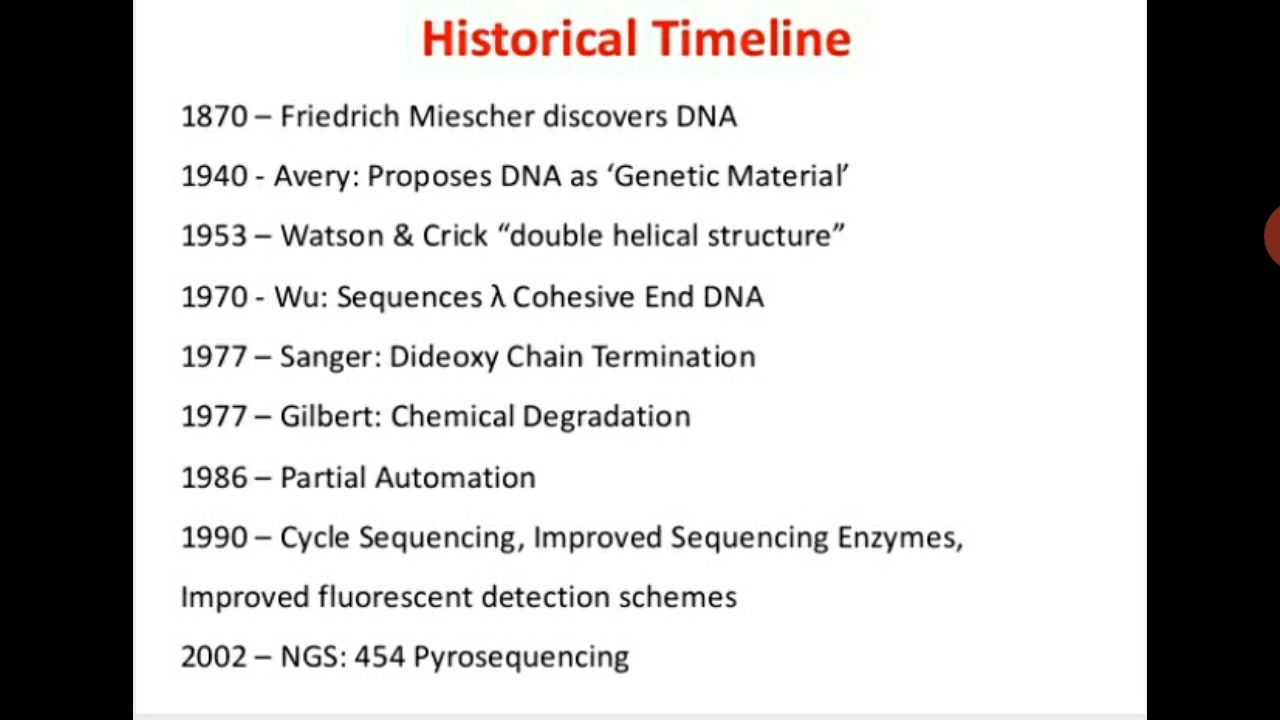 Historical Timeline
1870 – Friedrich Miescher discovers DNA
1940 - Avery: Proposes DNA as ‘Genetic Material’
1953 – Watson & Crick “double helical structure”
1970 - Wu: Sequences λ Cohesive End DNA
1977 – Sanger: Dideoxy Chain Termination
1977 – Gilbert: Chemical Degradation
1986 – Partial Automation
1990 – Cycle Sequencing, Improved Sequencing Enzymes,
Improved fluorescent detection schemes
2002 – NGS: 454 Pyrosequencing